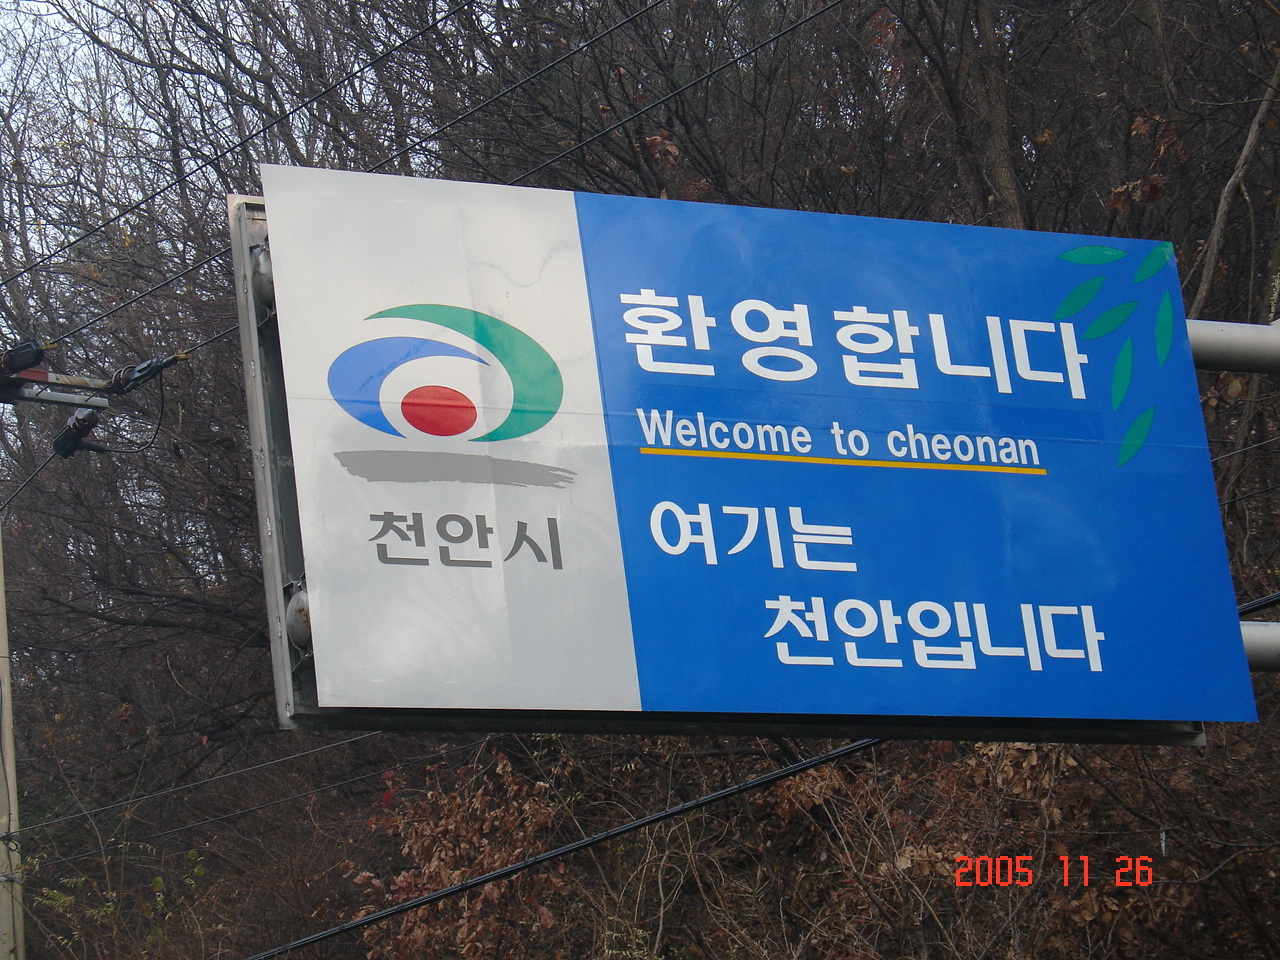 천안시
환영합니다
Welcome to cheonan
여기는
천안입니다
2005 11 26